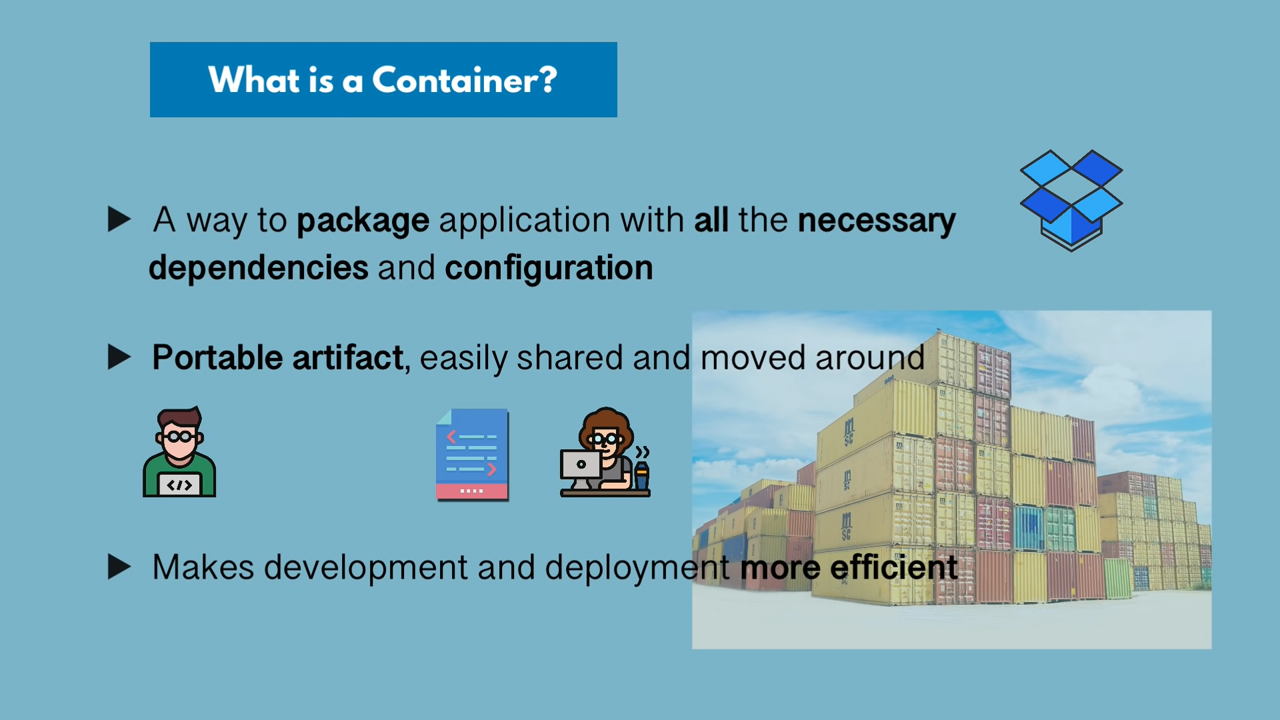 What is a Container?
A way to package application with all the necessary
dependencies and configuration
Portable artifact, easily shared and moved around
</>
Makes development and deployment more efficient